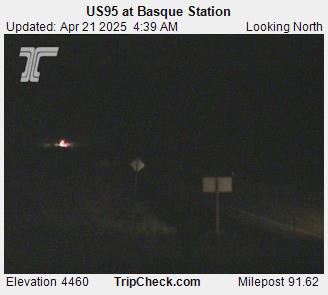 US95 at Basque Station
Updated: Apr 21 2025 4:39 AM Looking North
Elevation 4460 TripCheck.com Milepost 91.62